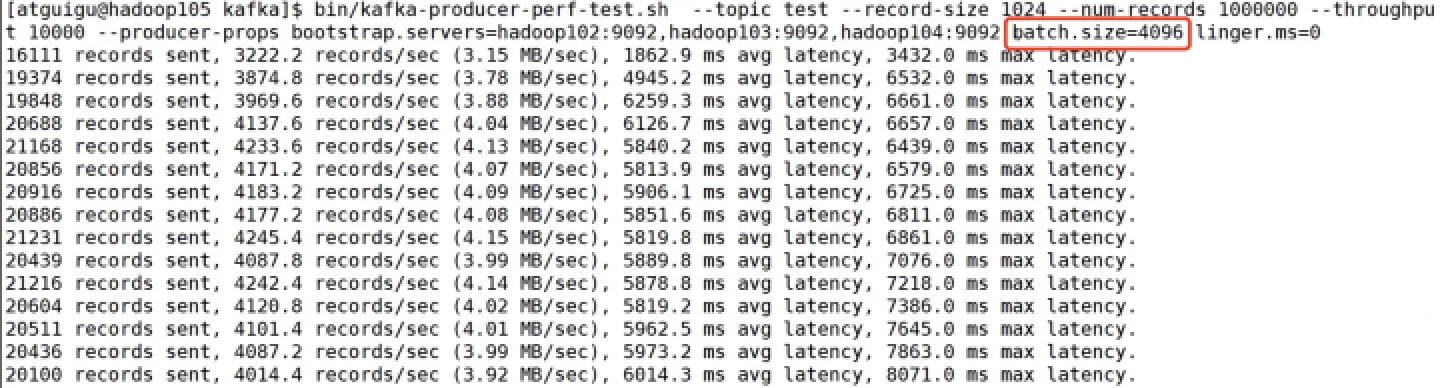 [atguigu@hadoop105 kafka]$ bin/kafka-producer-perf-test.sh  --topic test --record-size 1024 --num-records 1000000 --throughpu
t 10000 --producer-props bootstrap.servers=hadoop102:9092,hadoop103:9092,hadoop104:9092 batch.size=4096 linger.ms=0
16111 records sent, 3222.2 records/sec (3.15 MB/sec), 1862.9 ms avg latency, 3432.0 ms max latency.
19374 records sent, 3874.8 records/sec (3.78 MB/sec), 4945.2 ms avg latency, 6532.0 ms max latency.
19848 records sent, 3969.6 records/sec (3.88 MB/sec), 6259.3 ms avg latency, 6661.0 ms max latency.
20688 records sent, 4137.6 records/sec (4.04 MB/sec), 6126.7 ms avg latency, 6657.0 ms max latency.
21168 records sent, 4233.6 records/sec (4.13 MB/sec), 5840.2 ms avg latency, 6439.0 ms max latency.
20856 records sent, 4171.2 records/sec (4.07 MB/sec), 5813.9 ms avg latency, 6579.0 ms max latency.
20916 records sent, 4183.2 records/sec (4.09 MB/sec), 5906.1 ms avg latency, 6725.0 ms max latency.
20886 records sent, 4177.2 records/sec (4.08 MB/sec), 5851.6 ms avg latency, 6811.0 ms max latency.
21231 records sent, 4245.4 records/sec (4.15 MB/sec), 5819.8 ms avg latency, 6861.0 ms max latency.
20439 records sent, 4087.8 records/sec (3.99 MB/sec), 5889.8 ms avg latency, 7076.0 ms max latency.
21216 records sent, 4242.4 records/sec (4.14 MB/sec), 5878.8 ms avg latency, 7218.0 ms max latency.
20604 records sent, 4120.8 records/sec (4.02 MB/sec), 5819.2 ms avg latency, 7386.0 ms max latency.
20511 records sent, 4101.4 records/sec (4.01 MB/sec), 5962.5 ms avg latency, 7645.0 ms max latency.
20436 records sent, 4087.2 records/sec (3.99 MB/sec), 5973.2 ms avg latency, 7863.0 ms max latency.
20100 records sent, 4014.4 records/sec (3.92 MB/sec), 6014.3 ms avg latency, 8071.0 ms max latency.